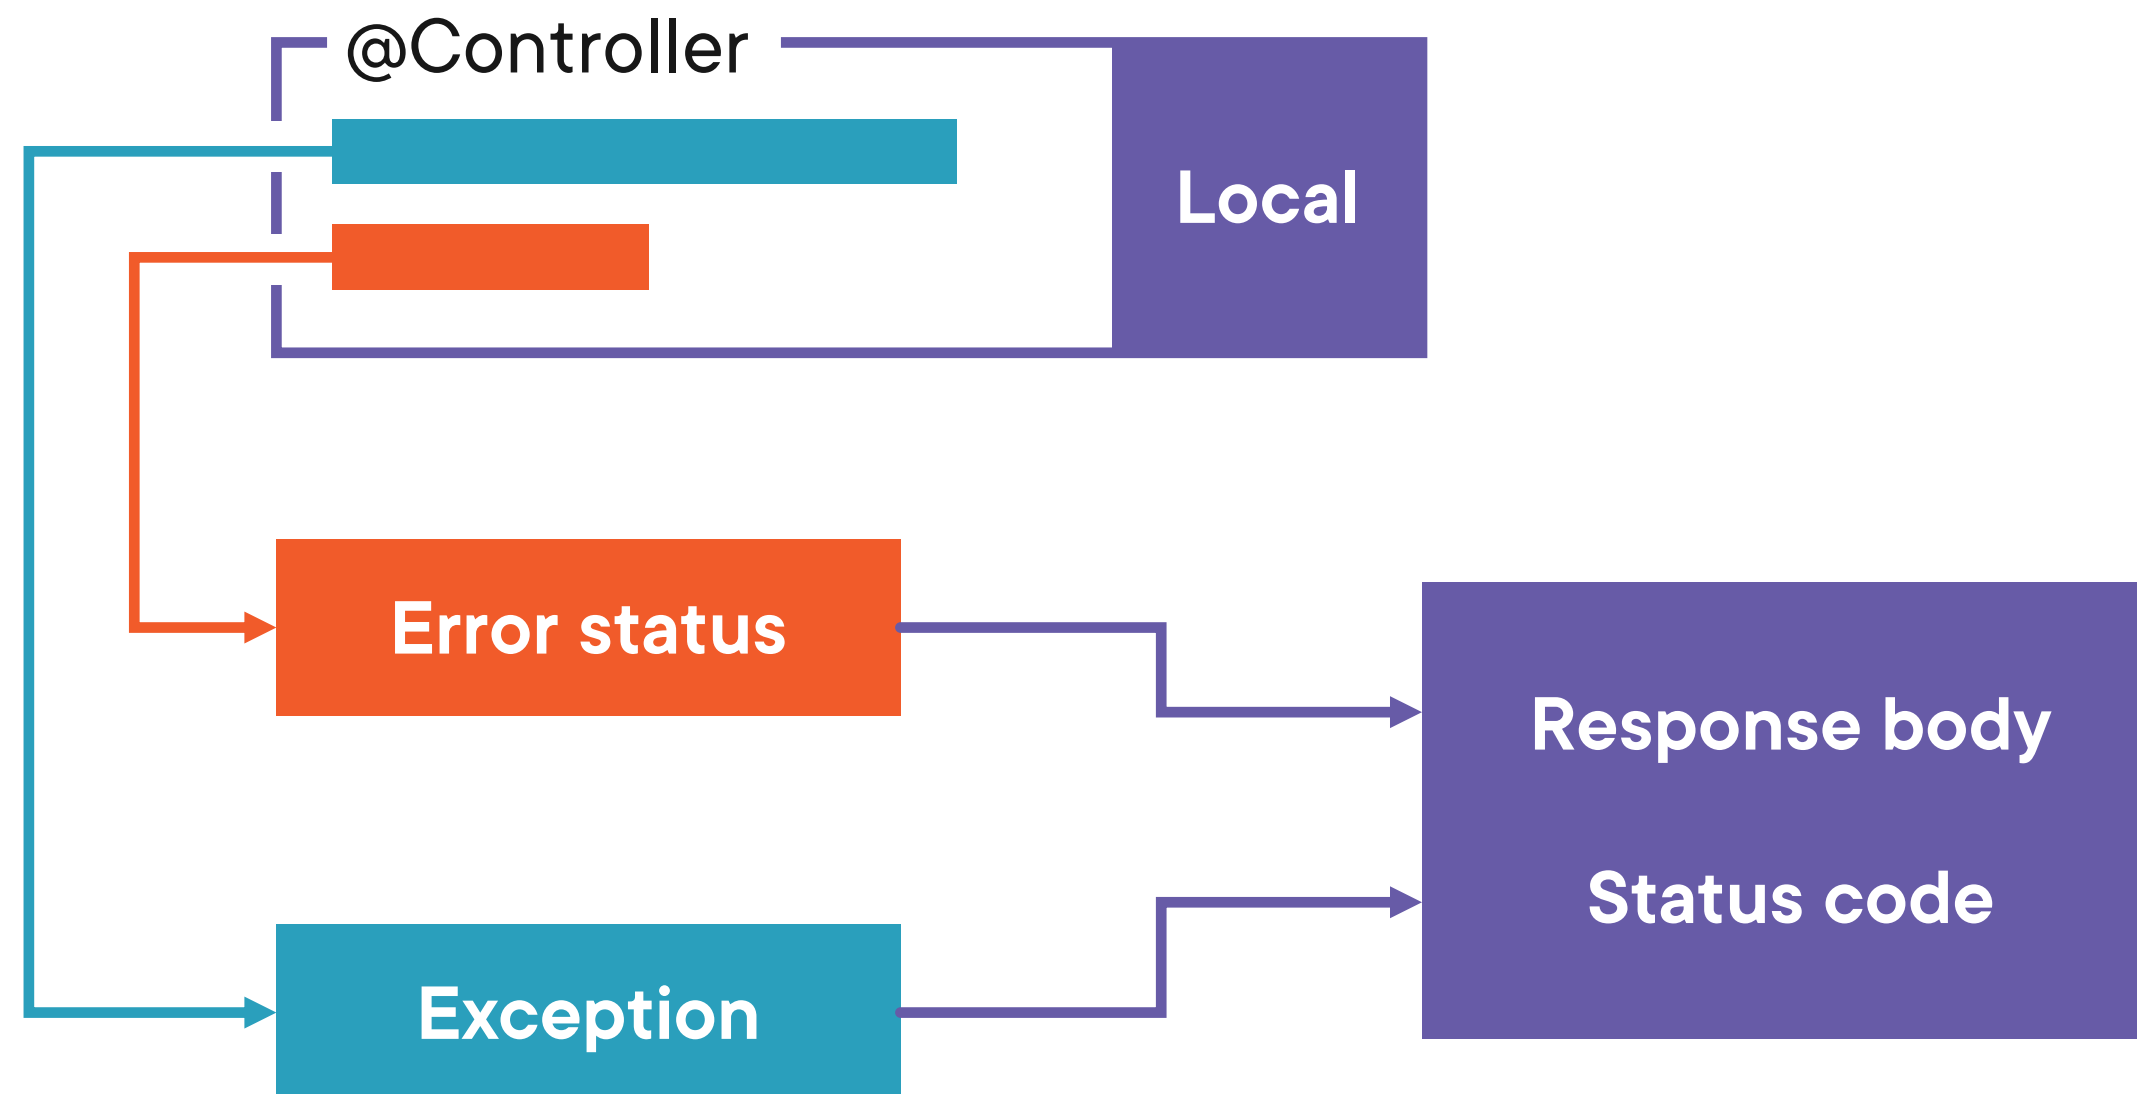 @Controller
Local
Error status
Response body
Status code
Exception